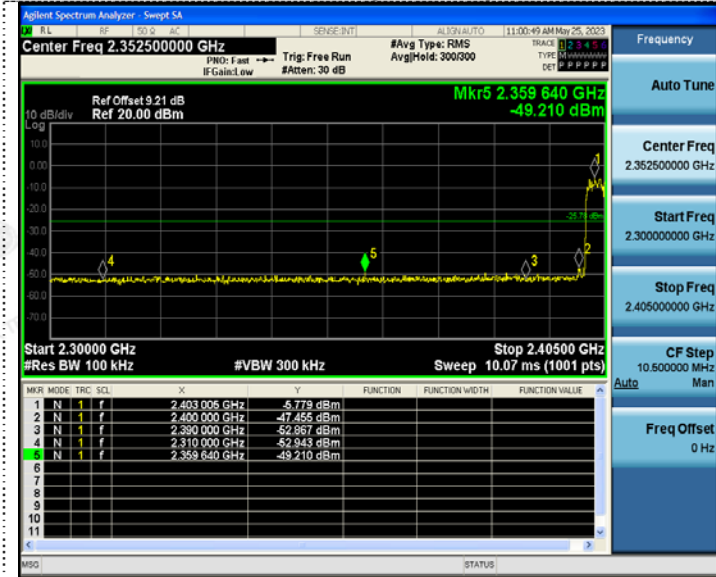 Agilent Spectrum Analyzer - Swept SA
RL RF 50 Ω AC SENSE:INT ALIGN AUTO 11:00:49 AM May 25, 2023
Center Freq 2.352500000 GHz
PNO: Fast
IFGain:Low
Trig: Free Run
#Atten: 30 dB
#Avg Type: RMS
Avg|Hold: 300/300
TRACE 1 2 3 4 5 6
TYPE M
DET P P P P P P
Frequency
Ref Offset 9.21 dB
Ref 20.00 dBm
10 dB/div
Log
Mkr5 2.359 640 GHz
-49.210 dBm
10.0
0.00
-10.0
-20.0
-30.0
-40.0
-50.0
-60.0
-70.0
-25.78 dBm
1
2
3
4
5
Start 2.30000 GHz Stop 2.40500 GHz
#Res BW 100 kHz #VBW 300 kHz Sweep 10.07 ms (1001 pts)
MKR MODE TRC SCL X Y FUNCTION FUNCTION WIDTH FUNCTION VALUE
1 N 1 f 2.403 005 GHz -5.779 dBm
2 N 1 f 2.400 000 GHz -47.455 dBm
3 N 1 f 2.390 000 GHz -52.867 dBm
4 N 1 f 2.310 000 GHz -52.943 dBm
5 N 1 f 2.359 640 GHz -49.210 dBm
6
7
8
9
10
11
MSG STATUS
Auto Tune
Center Freq
2.352500000 GHz
Start Freq
2.300000000 GHz
Stop Freq
2.405000000 GHz
CF Step
10.500000 MHz
Auto Man
Freq Offset
0 Hz